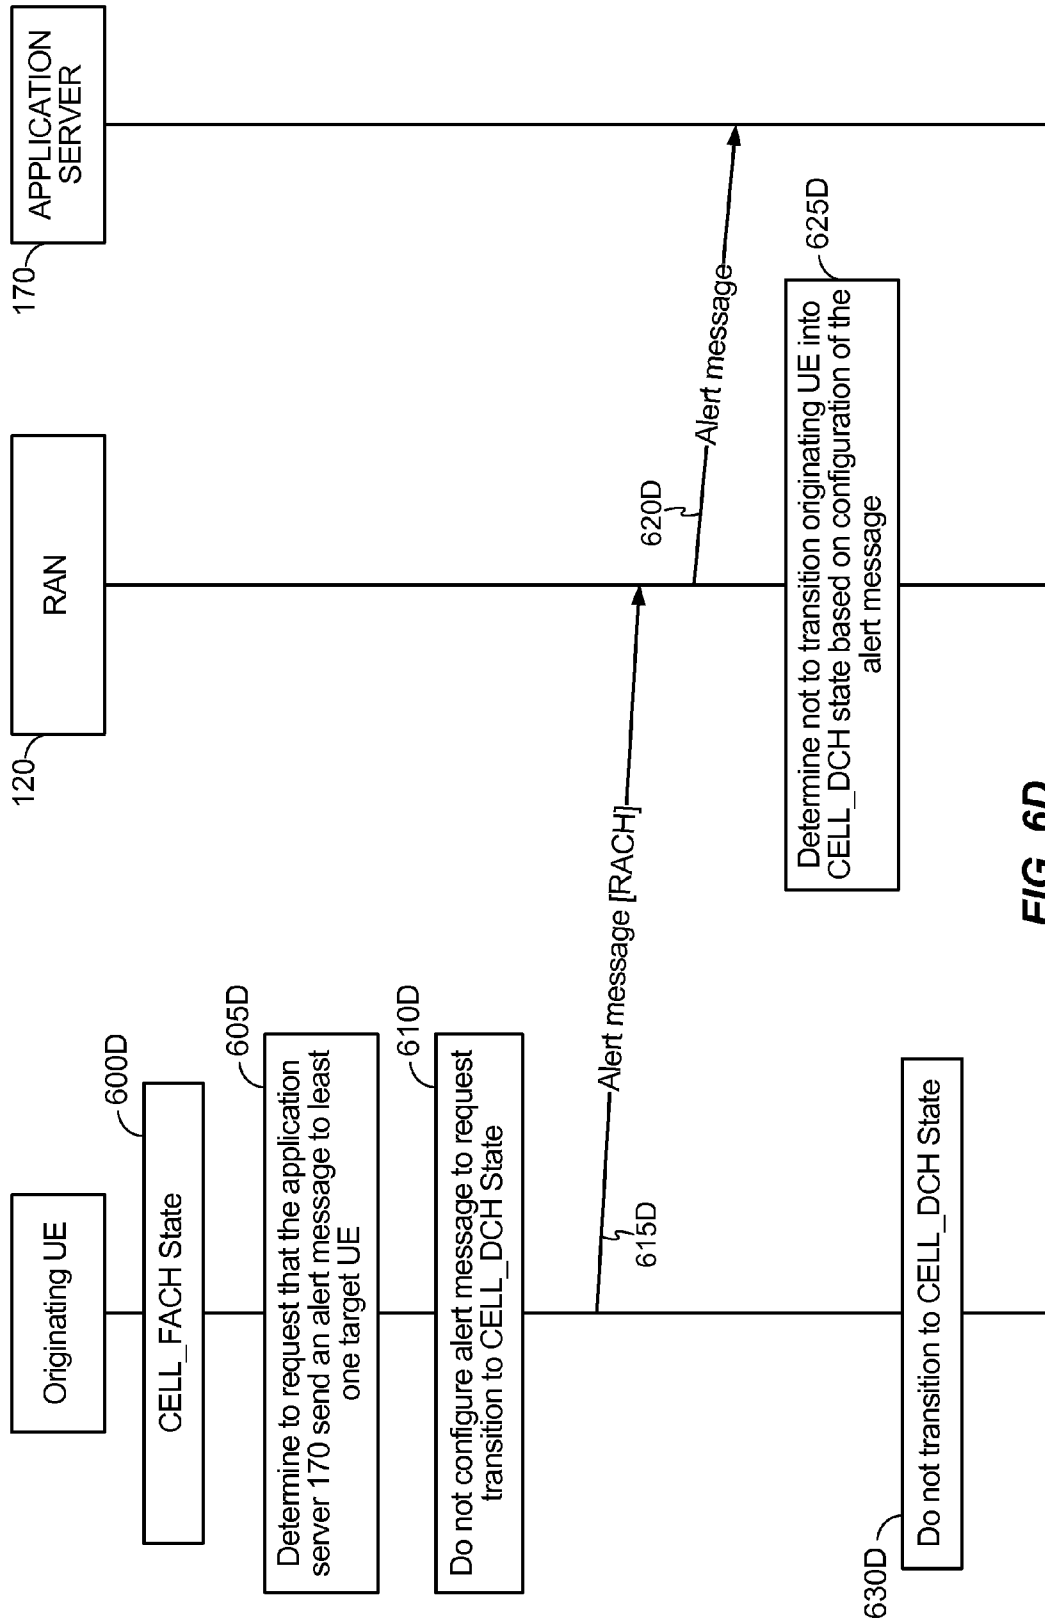 Originating UE
120
RAN
170
APPLICATION
SERVER
600D
CELL_FACH State
605D
Determine to request that the application
server 170 send an alert message to least
one target UE
610D
Do not configure alert message to request
transition to CELL_DCH State
Alert message [RACH]
615D
620D
Alert message
625D
Determine not to transition originating UE into
CELL_DCH state based on configuration of the
alert message
630D
Do not transition to CELL_DCH State
FIG. 6D